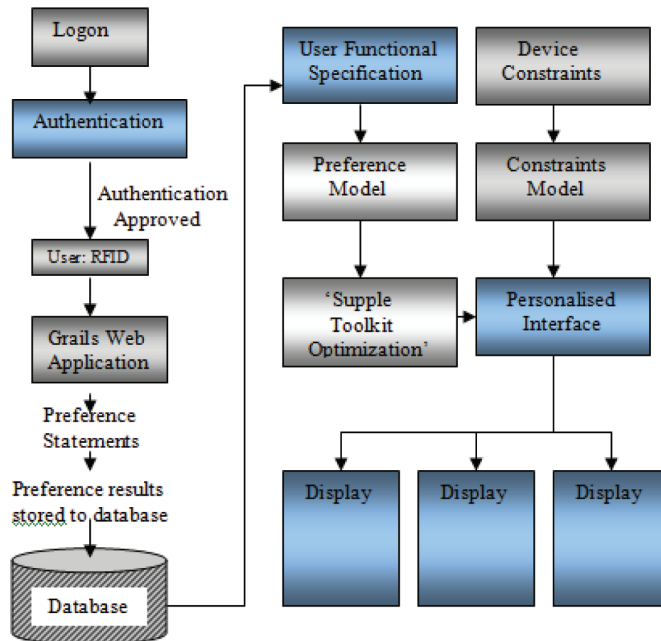 Logon
Authentication
Authentication
Approved
User: RFID
Grails Web
Application
Preference
Statements
Preference results
stored to database
Database
User Functional
Specification
Preference
Model
‘Supple
Toolkit
Optimization’
Device
Constraints
Constraints
Model
Personalised
Interface
Display
Display
Display